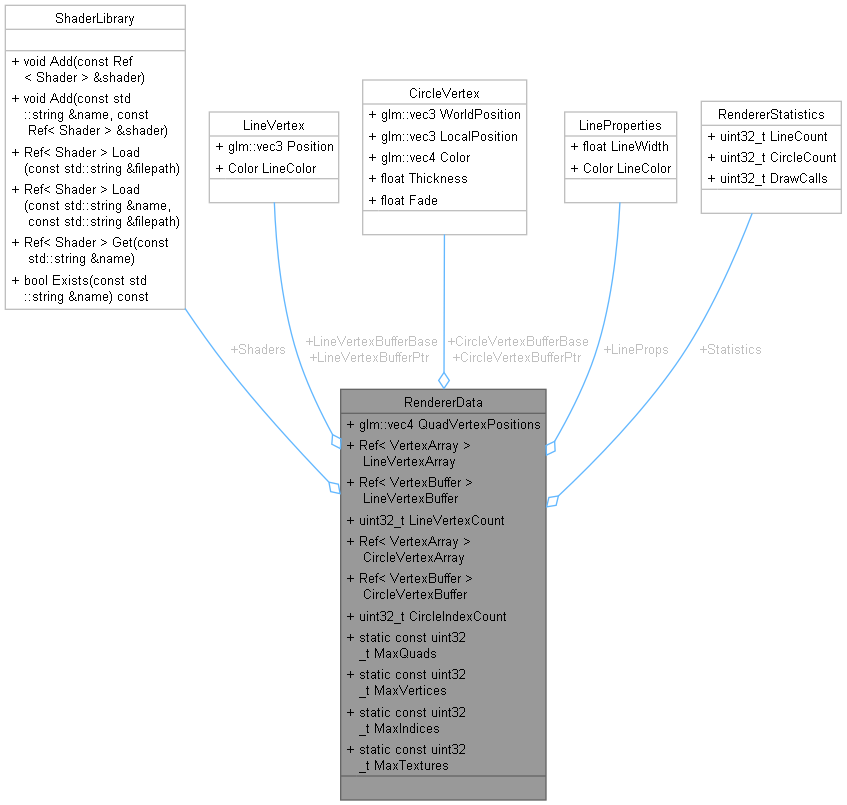 ShaderLibrary
+ void Add(const Ref
< Shader > &shader)
+ void Add(const std
::string &name, const
Ref< Shader > &shader)
+ Ref< Shader > Load
(const std::string &filepath)
+ Ref< Shader > Load
(const std::string &name,
const std::string &filepath)
+ Ref< Shader > Get(const
std::string &name)
+ bool Exists(const std
::string &name) const
LineVertex
+ glm::vec3 Position
+ Color LineColor
CircleVertex
+ glm::vec3 WorldPosition
+ glm::vec3 LocalPosition
+ glm::vec4 Color
+ float Thickness
+ float Fade
LineProperties
+ float LineWidth
+ Color LineColor
RendererStatistics
+ uint32_t LineCount
+ uint32_t CircleCount
+ uint32_t DrawCalls
+Shaders
+LineVertexBufferBase
+LineVertexBufferPtr
+CircleVertexBufferBase
+CircleVertexBufferPtr
+LineProps
+Statistics
RendererData
+ glm::vec4 QuadVertexPositions
+ Ref< VertexArray >
LineVertexArray
+ Ref< VertexBuffer >
LineVertexBuffer
+ uint32_t LineVertexCount
+ Ref< VertexArray >
CircleVertexArray
+ Ref< VertexBuffer >
CircleVertexBuffer
+ uint32_t CircleIndexCount
+ static const uint32
_t MaxQuads
+ static const uint32
_t MaxVertices
+ static const uint32
_t MaxIndices
+ static const uint32
_t MaxTextures